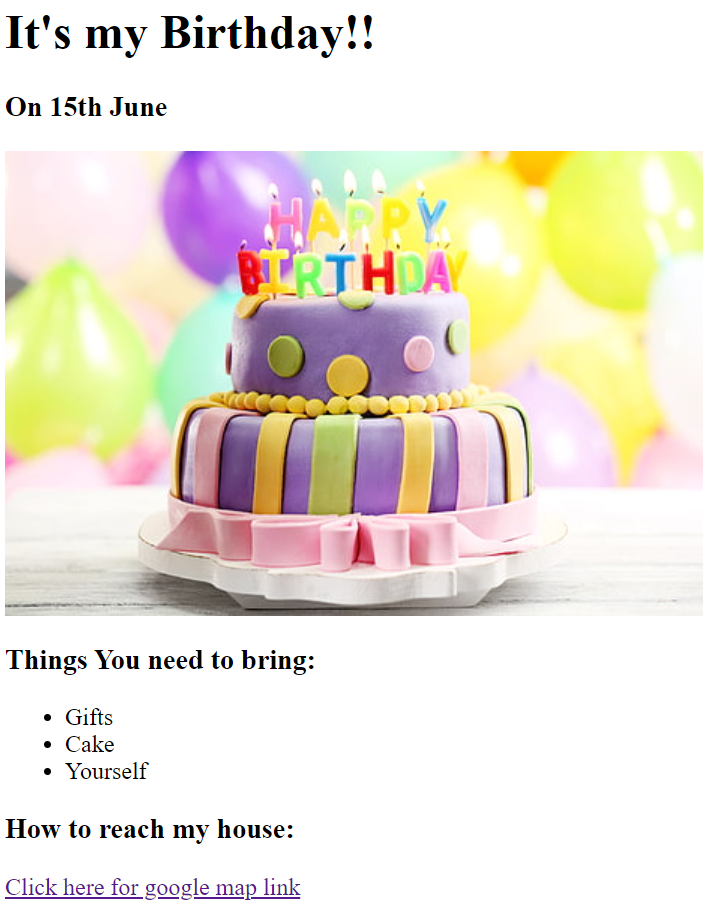 It's my Birthday!!
On 15th June
HAPPY
BIRTHDAY
Things You need to bring:
Gifts
Cake
Yourself
How to reach my house:
Click here for google map link